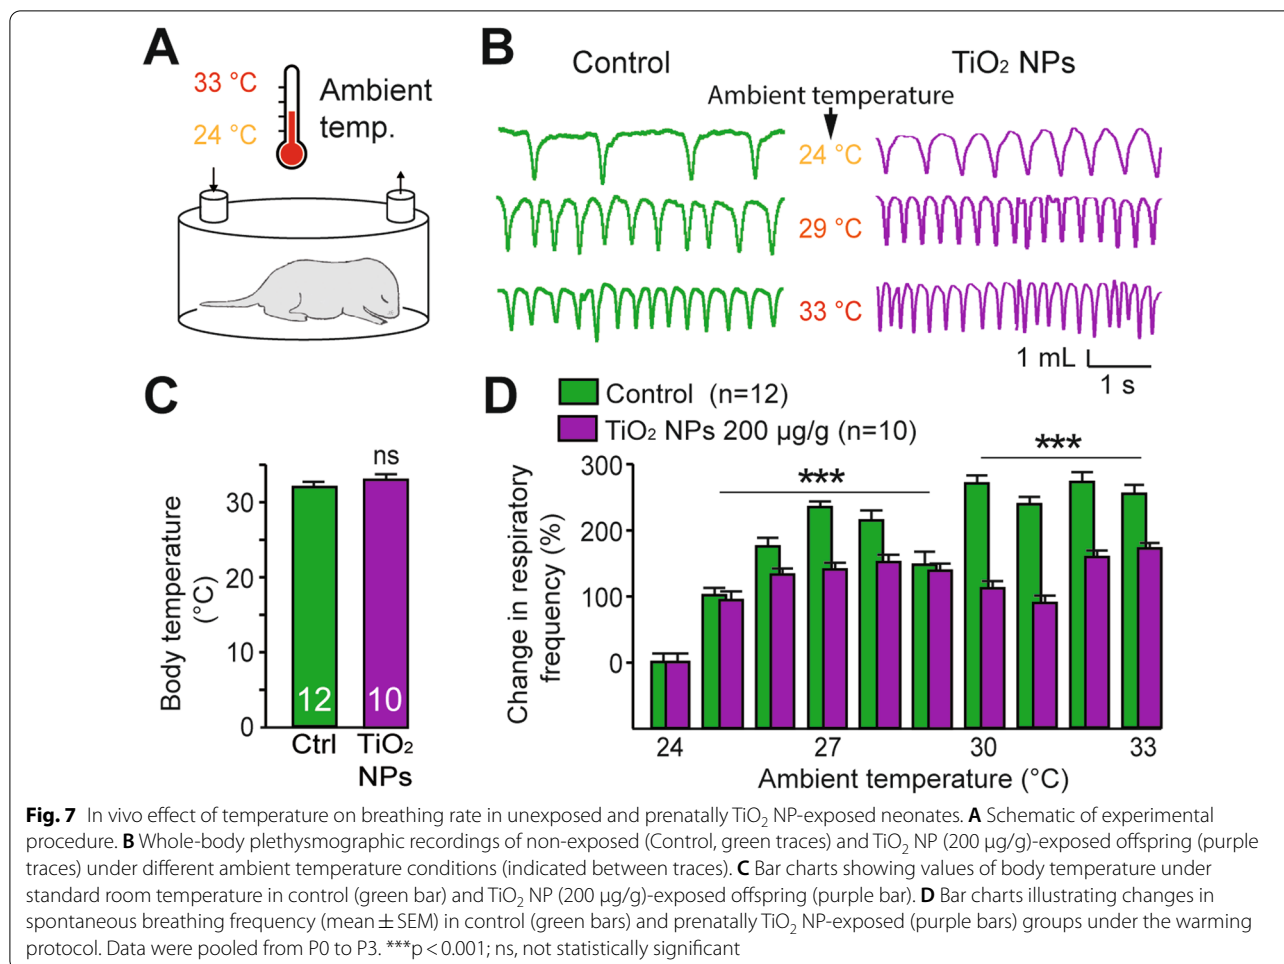 A
33 °C
24 °C
Ambient
temp.
B
Control
TiO₂ NPs
Ambient temperature
24 °C
29 °C
33 °C
1 mL
1 s
C
Body temperature
(°C)
30
20
10
0
ns
12
10
Ctrl
TiO₂
NPs
D
Control (n=12)
TiO₂ NPs 200 µg/g (n=10)
Change in respiratory
frequency (%)
300
200
100
0
***
***
24
27
30
33
Ambient temperature (°C)
Fig. 7 In vivo effect of temperature on breathing rate in unexposed and prenatally TiO₂ NP-exposed neonates. A Schematic of experimental
procedure. B Whole-body plethysmographic recordings of non-exposed (Control, green traces) and TiO₂ NP (200 µg/g)-exposed offspring (purple
traces) under different ambient temperature conditions (indicated between traces). C Bar charts showing values of body temperature under
standard room temperature in control (green bar) and TiO₂ NP (200 µg/g)-exposed offspring (purple bar). D Bar charts illustrating changes in
spontaneous breathing frequency (mean ± SEM) in control (green bars) and prenatally TiO₂ NP-exposed (purple bars) groups under the warming
protocol. Data were pooled from P0 to P3. ***p < 0.001; ns, not statistically significant